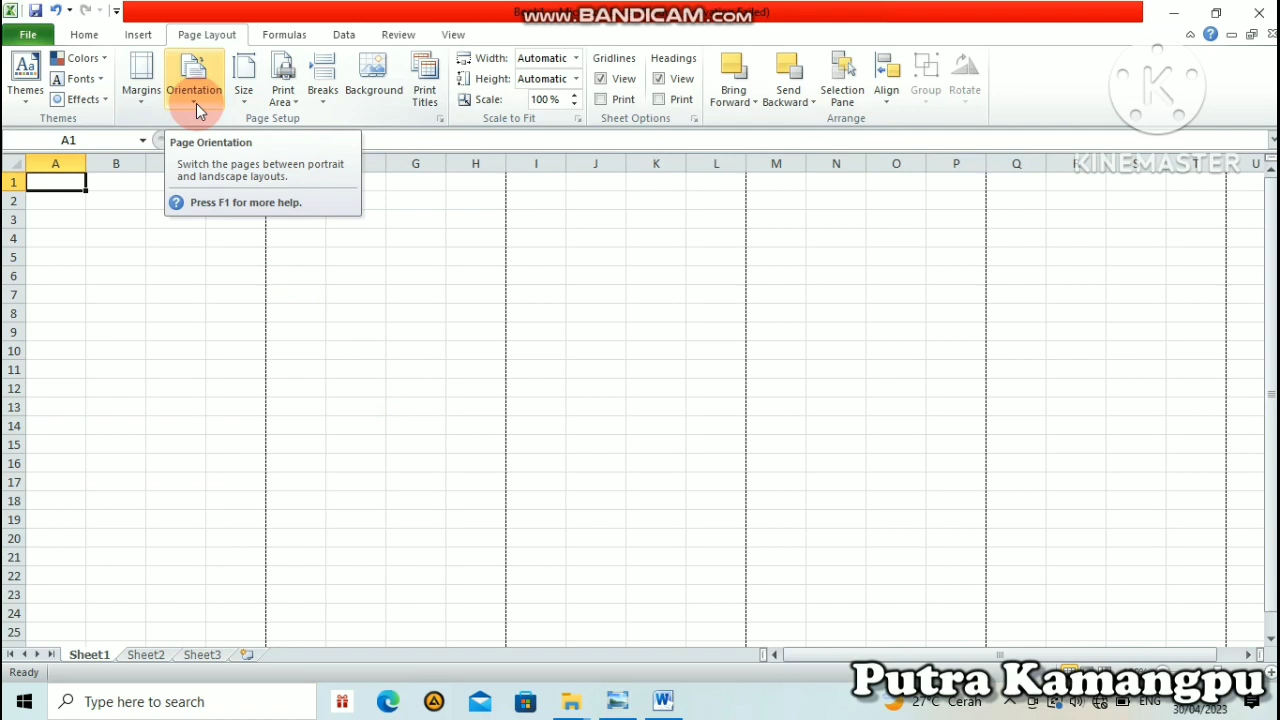 www.BANDICAM.com
File Home Insert Page Layout Formulas Data Review View
Colors Width: Automatic Gridlines Headings
Aa Fonts Height: Automatic View View
Themes Effects Margins Orientation Size Print Area Breaks Background Print Titles Scale: 100% Print Print Bring Forward Send Backward Selection Pane Align Group Rotate
Themes Page Setup Scale to Fit Sheet Options Arrange
K
KINEMASTER
A1
Page Orientation
Switch the pages between portrait
and landscape layouts.
Press F1 for more help.
A B G H I J K L M N O P Q U
1
2
3
4
5
6
7
8
9
10
11
12
13
14
15
16
17
18
19
20
21
22
23
24
25
Sheet1 Sheet2 Sheet3
Ready
Putra Kamangpu
Type here to search
27°C Cerah ENG
30/04/2023